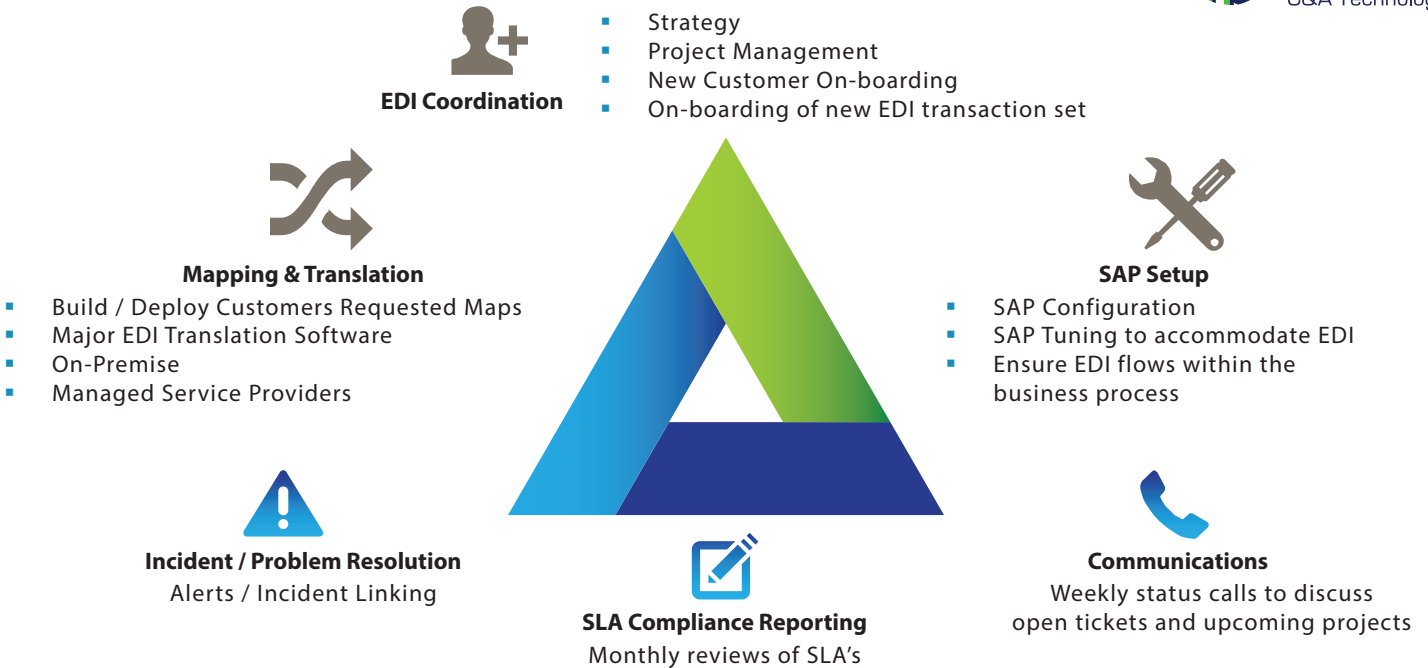 Strategy
Project Management
New Customer On-boarding
On-boarding of new EDI transaction set
EDI Coordination
Mapping & Translation
Build / Deploy Customers Requested Maps
Major EDI Translation Software
On-Premise
Managed Service Providers
SAP Setup
SAP Configuration
SAP Tuning to accommodate EDI
Ensure EDI flows within the
business process
Incident / Problem Resolution
Alerts / Incident Linking
SLA Compliance Reporting
Monthly reviews of SLA's
Communications
Weekly status calls to discuss
open tickets and upcoming projects